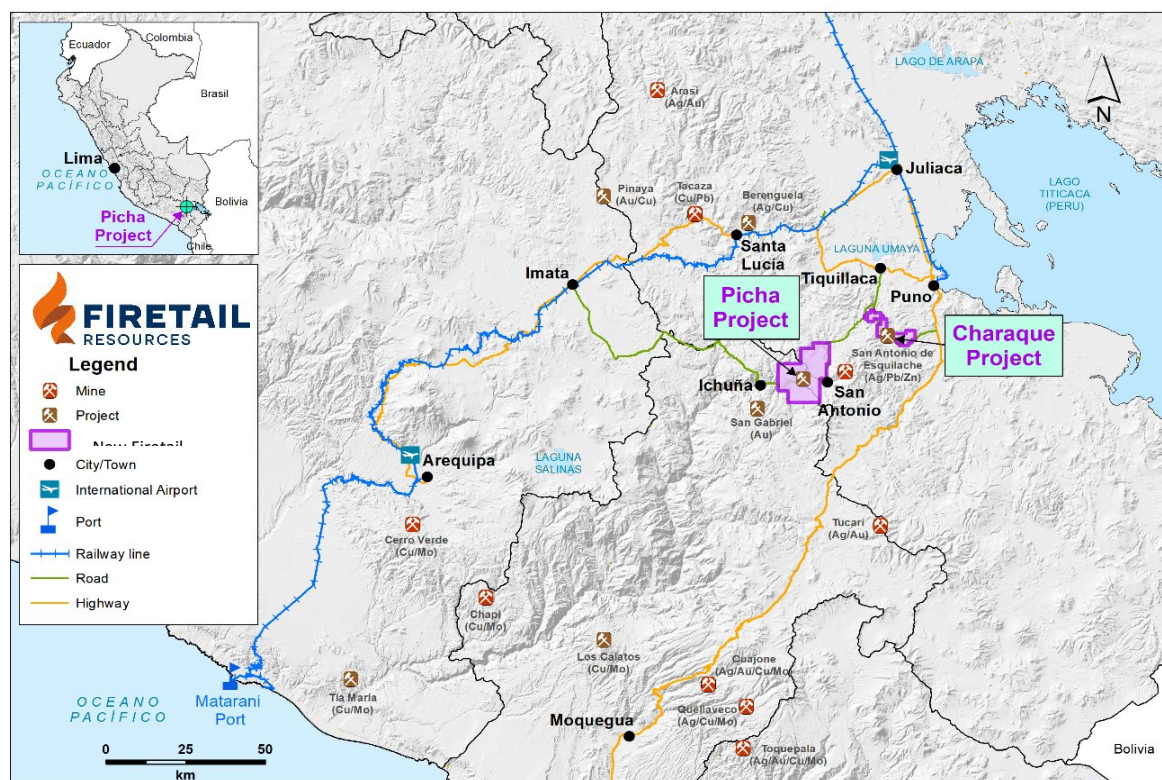 Ecuador
Colombia
Brasil
Lima
OCEANO
PACÍFICO
Picha
Project
Bolivia
Chile
FIRETAIL
RESOURCES
Legend
Mine
Project
City/Town
International Airport
Port
Railway line
Road
Highway
LAGO DE ARAPA
N
Arasi
(Ag/Au)
Juliaca
LAGO
TITICACA
(PERU)
Pinaya
(Au/Cu)
Tacaza
(Cu/Pb)
Berenguela
(Ag/Cu)
Santa
Lucía
LAGUNA UMAYA
Imata
Tiquillaca
Puno
Picha
Project
Charaque
Project
San Antonio de
Esquilache
(Ag/Pb/Zn)
Ichuña
San
Antonio
San Gabriel
(Au)
Arequipa
LAGUNA
SALINAS
Cerro Verde
(Cu/Mo)
Tucari
(Ag/Au)
Chapi
(Cu/Mo)
Los Calatos
(Cu/Mo)
Cuajone
(Ag/Au/Cu/Mo)
Tia Maria
(Cu/Mo)
Quellaveco
(Ag/Cu/Mo)
Matarani
Port
OCEANO
PACÍFICO
Moquegua
Toquepala
(Ag/Au/Cu/Mo)
Bolivia
0 25 50
km